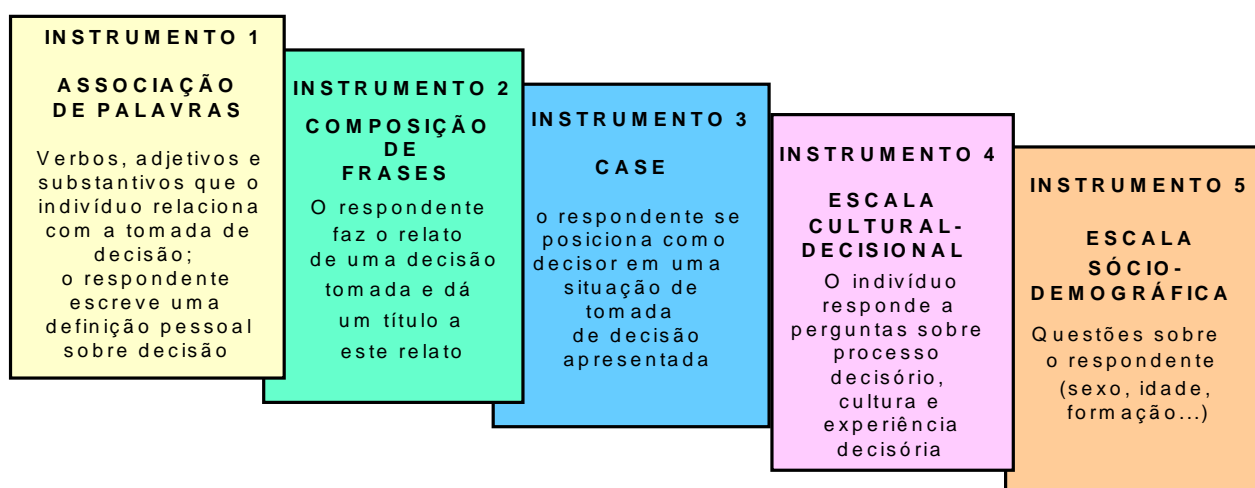 INSTRUMENTO 1
ASSOCIAÇÃO
DE PALAVRAS
Verbos, adjetivos e
substantivos que o
indivíduo relaciona
com a tomada de
decisão;
o respondente
escreve uma
definição pessoal
sobre decisão
INSTRUMENTO 2
COMPOSIÇÃO
DE
FRASES
O respondente
faz o relato
de uma decisão
tomada e dá
um título a
este relato
INSTRUMENTO 3
CASE
o respondente se
posiciona como
decisor em uma
situação de
tomada
de decisão
apresentada
INSTRUMENTO 4
ESCALA
CULTURAL-
DECISIONAL
O indivíduo
responde a
perguntas sobre
processo
decisório,
cultura e
experiência
decisória
INSTRUMENTO 5
ESCALA
SÓCIO-
DEMOGRÁFICA
Questões sobre
o respondente
(sexo, idade,
formação...)